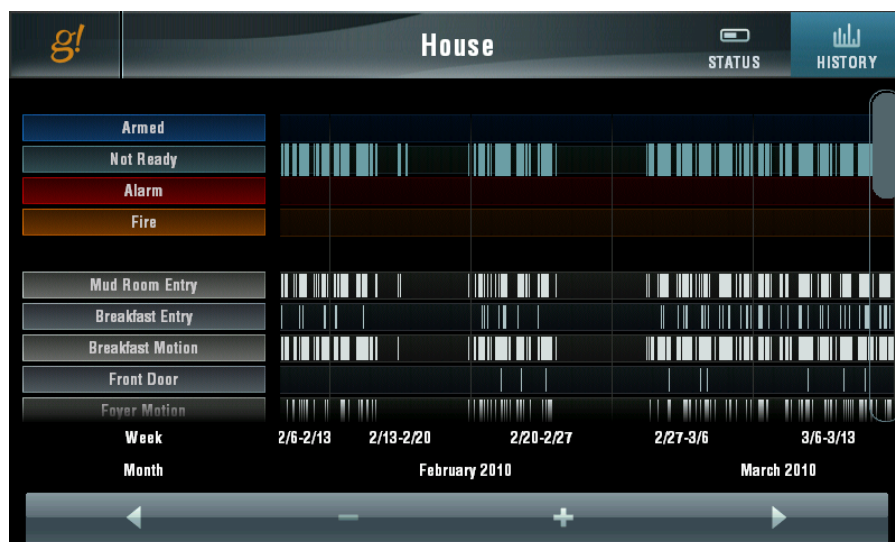 g!
House
STATUS
HISTORY
Armed
Not Ready
Alarm
Fire
Mud Room Entry
Breakfast Entry
Breakfast Motion
Front Door
Foyer Motion
Week 2/6-2/13 2/13-2/20 2/20-2/27 2/27-3/6 3/6-3/13
Month February 2010 March 2010